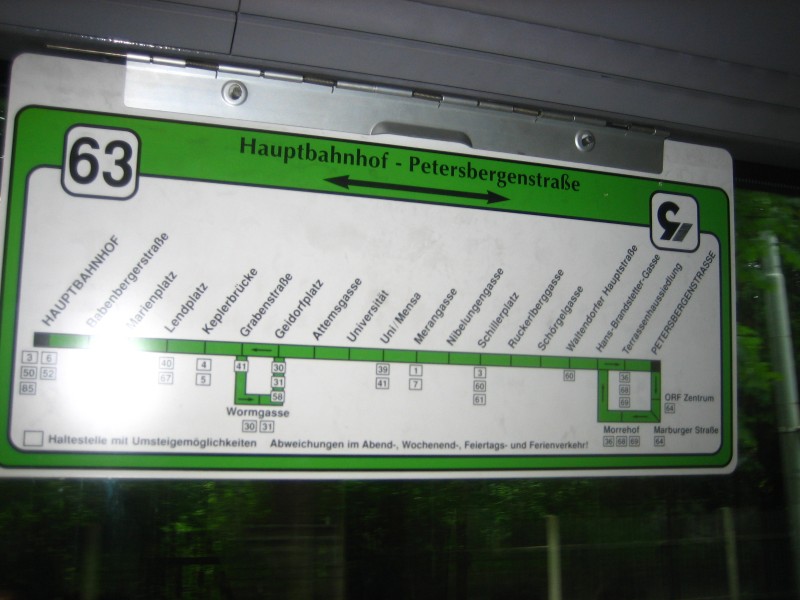 63
Hauptbahnhof - Petersbergenstraße
HAUPTBAHNHOF
Babenbergerstraße
Marienplatz
Lendplatz
Keplerbrücke
Grabenstraße
Geidorfplatz
Attemsgasse
Universität
Uni / Mensa
Merangasse
Nibelungengasse
Schillerplatz
Ruckerlberggasse
Schörgelgasse
Waltendorfer Hauptstraße
Hans-Brandstetter-Gasse
Terrassenhaussiedlung
PETERSBERGENSTRASSE
3 6
50 52
85
40
67
4
5
41
30
31
58
39
41
1
7
3
60
61
60
36
68
69
ORF Zentrum
64
Wormgasse
30 31
Morrehof
36 68 69
Marburger Straße
64
Haltestelle mit Umsteigemöglichkeiten Abweichungen im Abend-, Wochenend-, Feiertags- und Ferienverkehr!